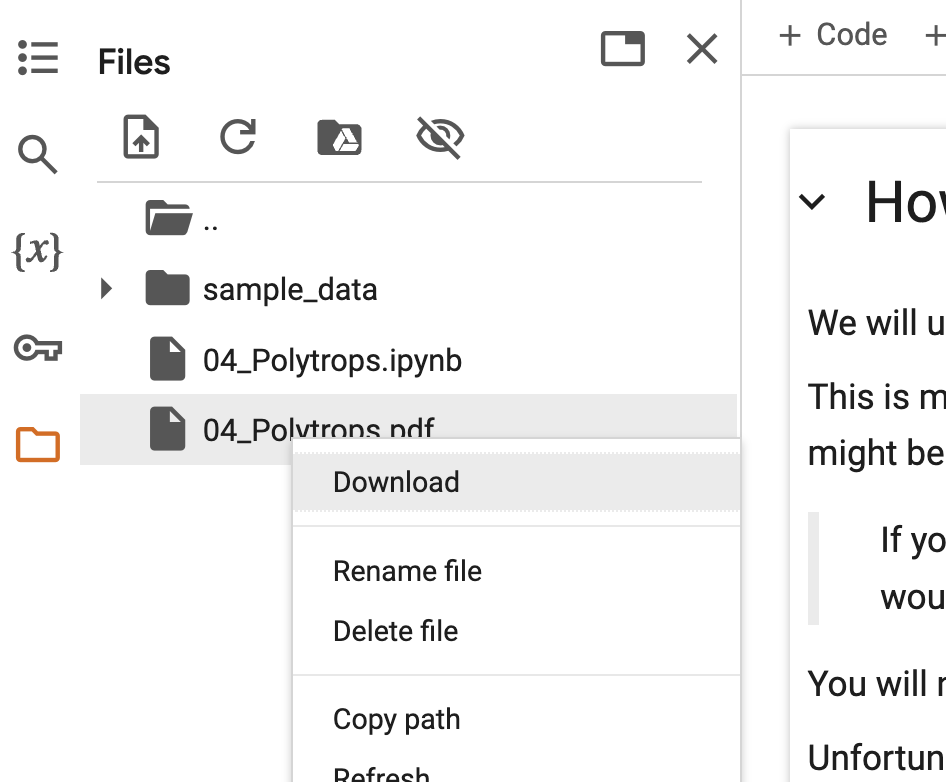 Files
+ Code +
..
{x}
sample_data
04_Polytrops.ipynb
04_Polytrops.pdf
Download
Rename file
Delete file
Copy path
Refresh
How
We will u
This is m
might be
If yo
wou
You will
Unfortun